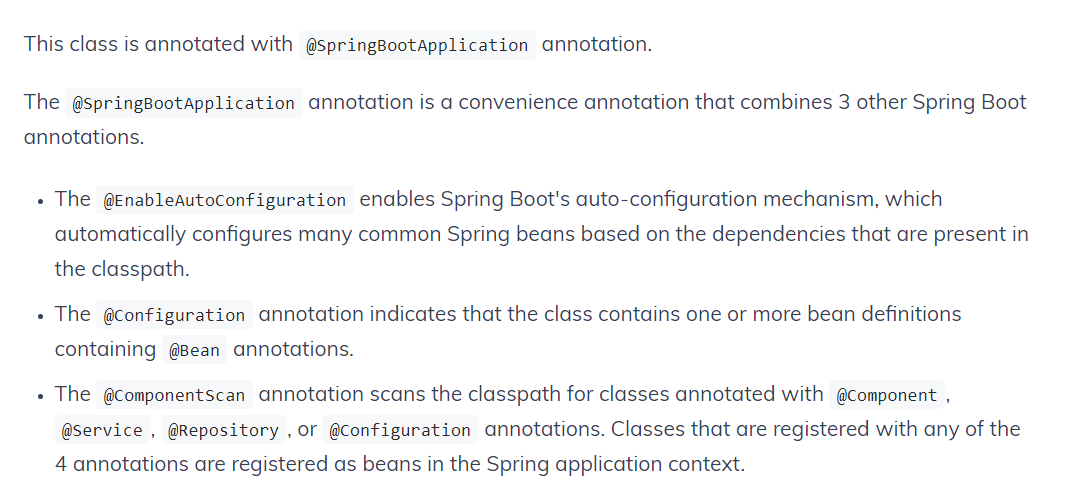 This class is annotated with @SpringBootApplication annotation.
The @SpringBootApplication annotation is a convenience annotation that combines 3 other Spring Boot
annotations.
• The @EnableAutoConfiguration enables Spring Boot's auto-configuration mechanism, which
automatically configures many common Spring beans based on the dependencies that are present in
the classpath.
• The @Configuration annotation indicates that the class contains one or more bean definitions
containing @Bean annotations.
• The @ComponentScan annotation scans the classpath for classes annotated with @Component ,
@Service , @Repository , or @Configuration annotations. Classes that are registered with any of the
4 annotations are registered as beans in the Spring application context.